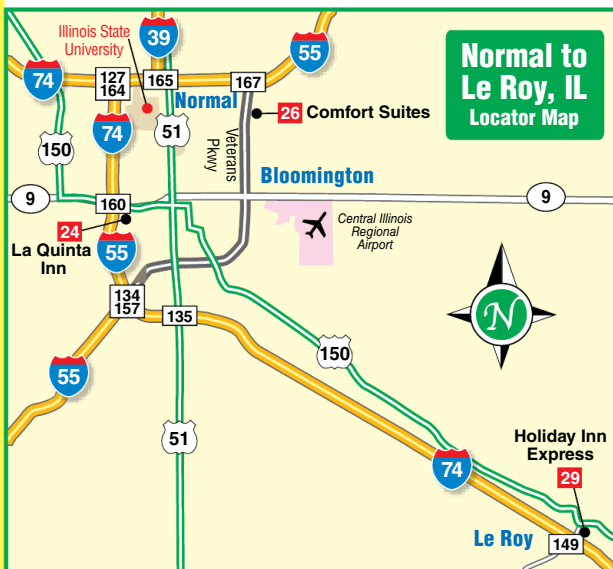 Normal to
Le Roy, IL
Locator Map
Illinois State
University
39
55
74
127
164
165
167
Normal
26 Comfort Suites
74
51
Veterans
Pkwy
150
Bloomington
9
160
9
24
La Quinta
Inn
Central Illinois
Regional
Airport
55
134
157
135
N
150
55
51
Holiday Inn
Express
74
29
Le Roy
149